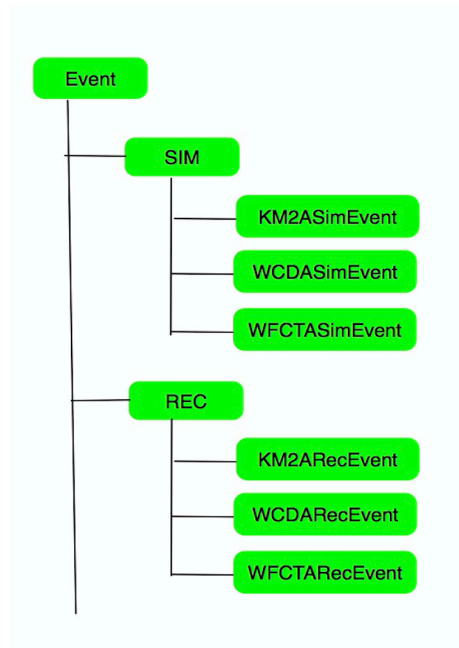 Event
SIM
KM2ASimEvent
WCDASimEvent
WFCTASimEvent
REC
KM2ARecEvent
WCDARecEvent
WFCTARecEvent